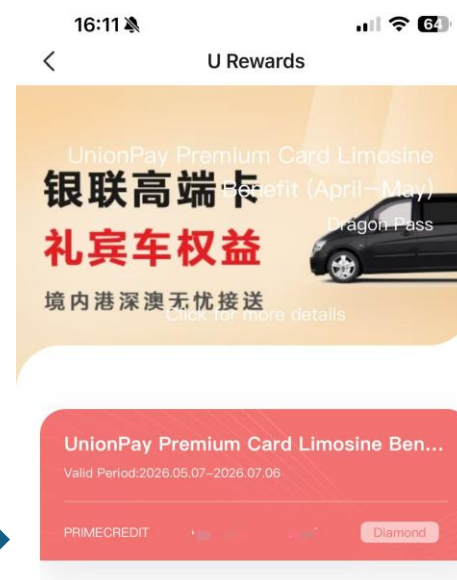 16:11
64
U Rewards
UnionPay Premium Card Limosine
Benefit (April—May)
Dragon Pass
银联高端卡
礼宾车权益
境内港深澳无忧接送
Click for more details
UnionPay Premium Card Limosine Ben...
Valid Period:2026.05.07–2026.07.06
PRIMECREDIT
Diamond